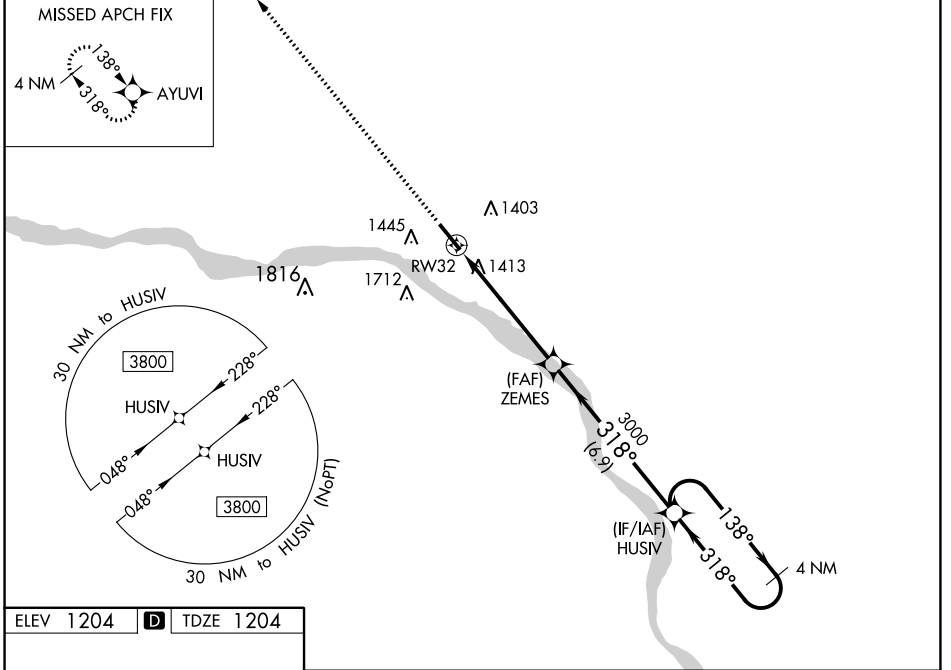 MISSED APCH FIX
138°
4 NM
318°
AYUVI
1403
1445
RW32
1413
1816
1712
30 NM to HUSIV
3800
228°
HUSIV
048°
228°
HUSIV
048°
3800
30 NM to HUSIV (NoPT)
(FAF)
ZEMES
3000
318°
(6.9)
(IF/IAF)
HUSIV
138°
318°
4 NM
ELEV 1204 D TDZE 1204